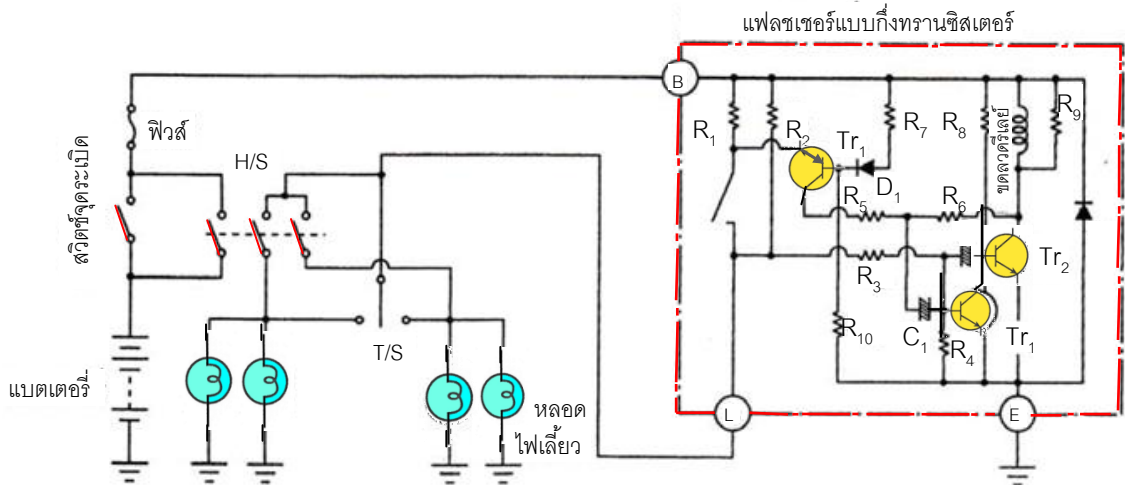 แฟลชเชอร์แบบกึ่งทรานซิสเตอร์
B
ฟิวส์
H/S
สวิตช์จุดระเบิด
R1
R2
Tr1
R7
R8
ขดลวดรีเลย์
R9
D1
R5
R6
R3
Tr2
R10
C1
R4
Tr1
T/S
แบตเตอรี่
หลอด
ไฟเลี้ยว
L
E